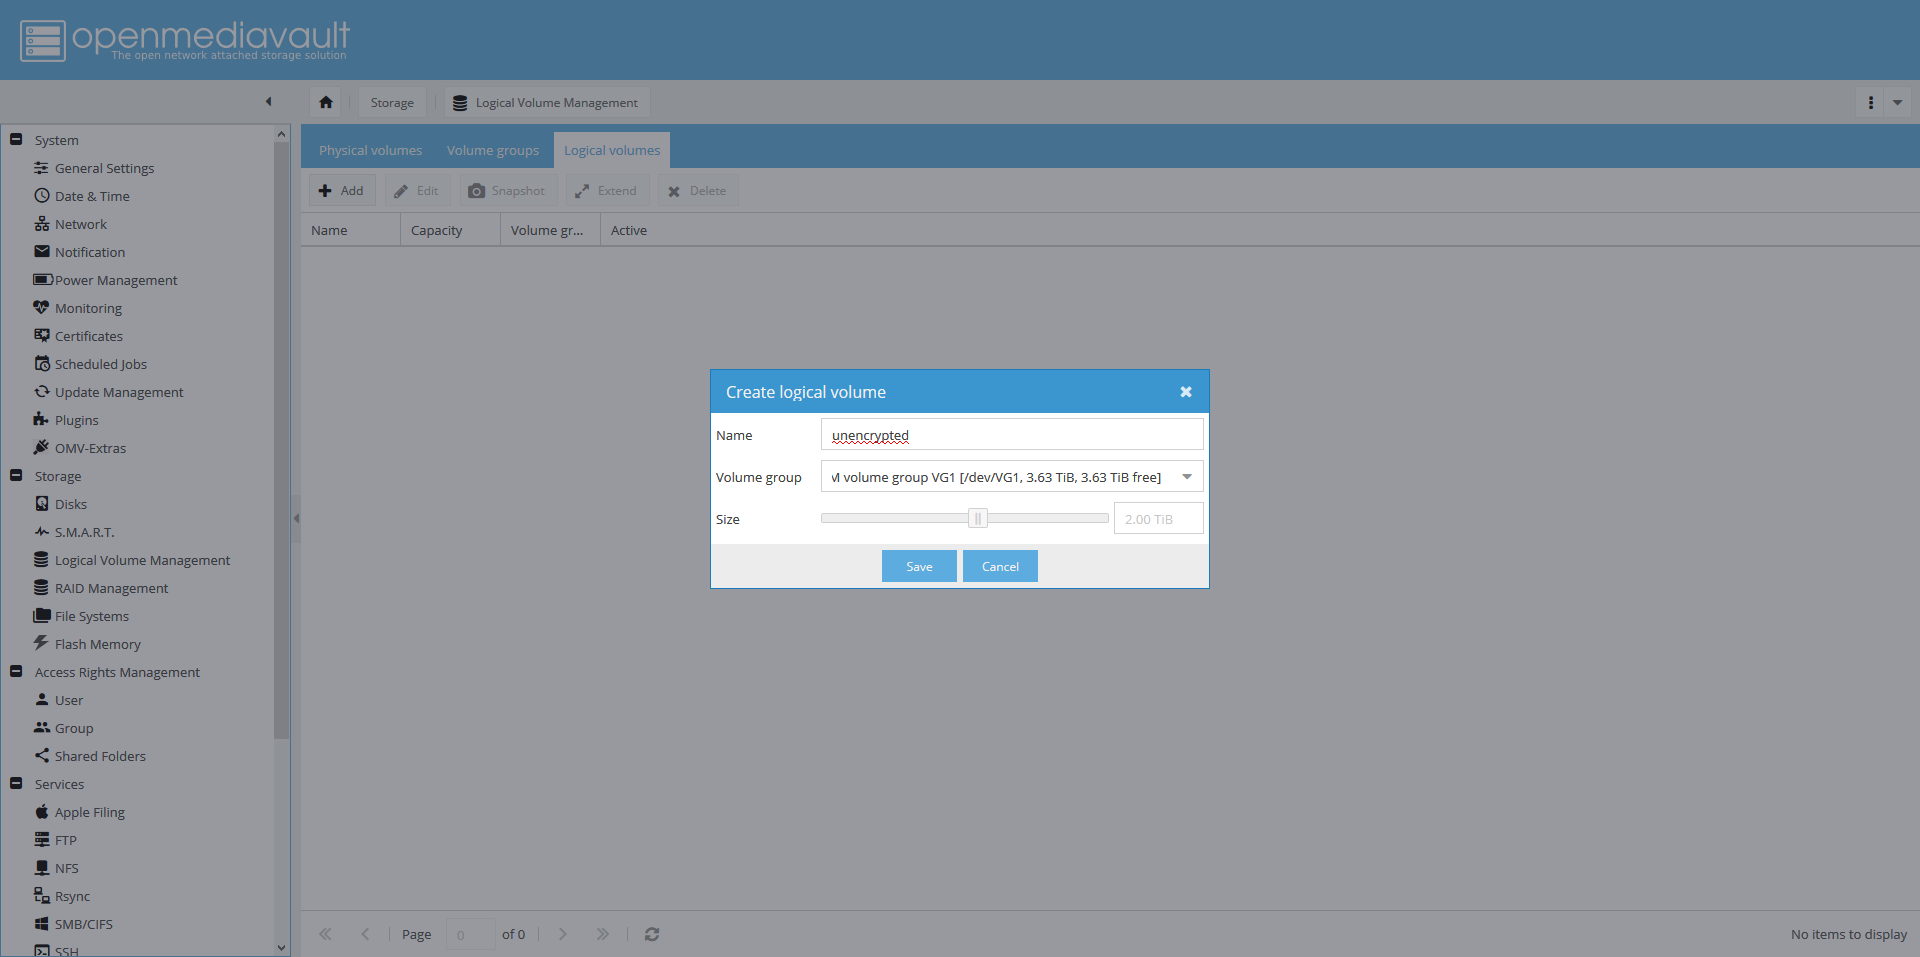 openmediavault
The open network attached storage solution
Storage
Logical Volume Management
System
General Settings
Date & Time
Network
Notification
Power Management
Monitoring
Certificates
Scheduled Jobs
Update Management
Plugins
OMV-Extras
Storage
Disks
S.M.A.R.T.
Logical Volume Management
RAID Management
File Systems
Flash Memory
Access Rights Management
User
Group
Shared Folders
Services
Apple Filing
FTP
NFS
Rsync
SMB/CIFS
SSH
Physical volumes Volume groups Logical volumes
Add Edit Snapshot Extend Delete
Name Capacity Volume gr... Active
Create logical volume
Name unencrypted
Volume group M volume group VG1 [/dev/VG1, 3.63 TiB, 3.63 TiB free]
Size 2.00 TiB
Save Cancel
Page 0 of 0 No items to display